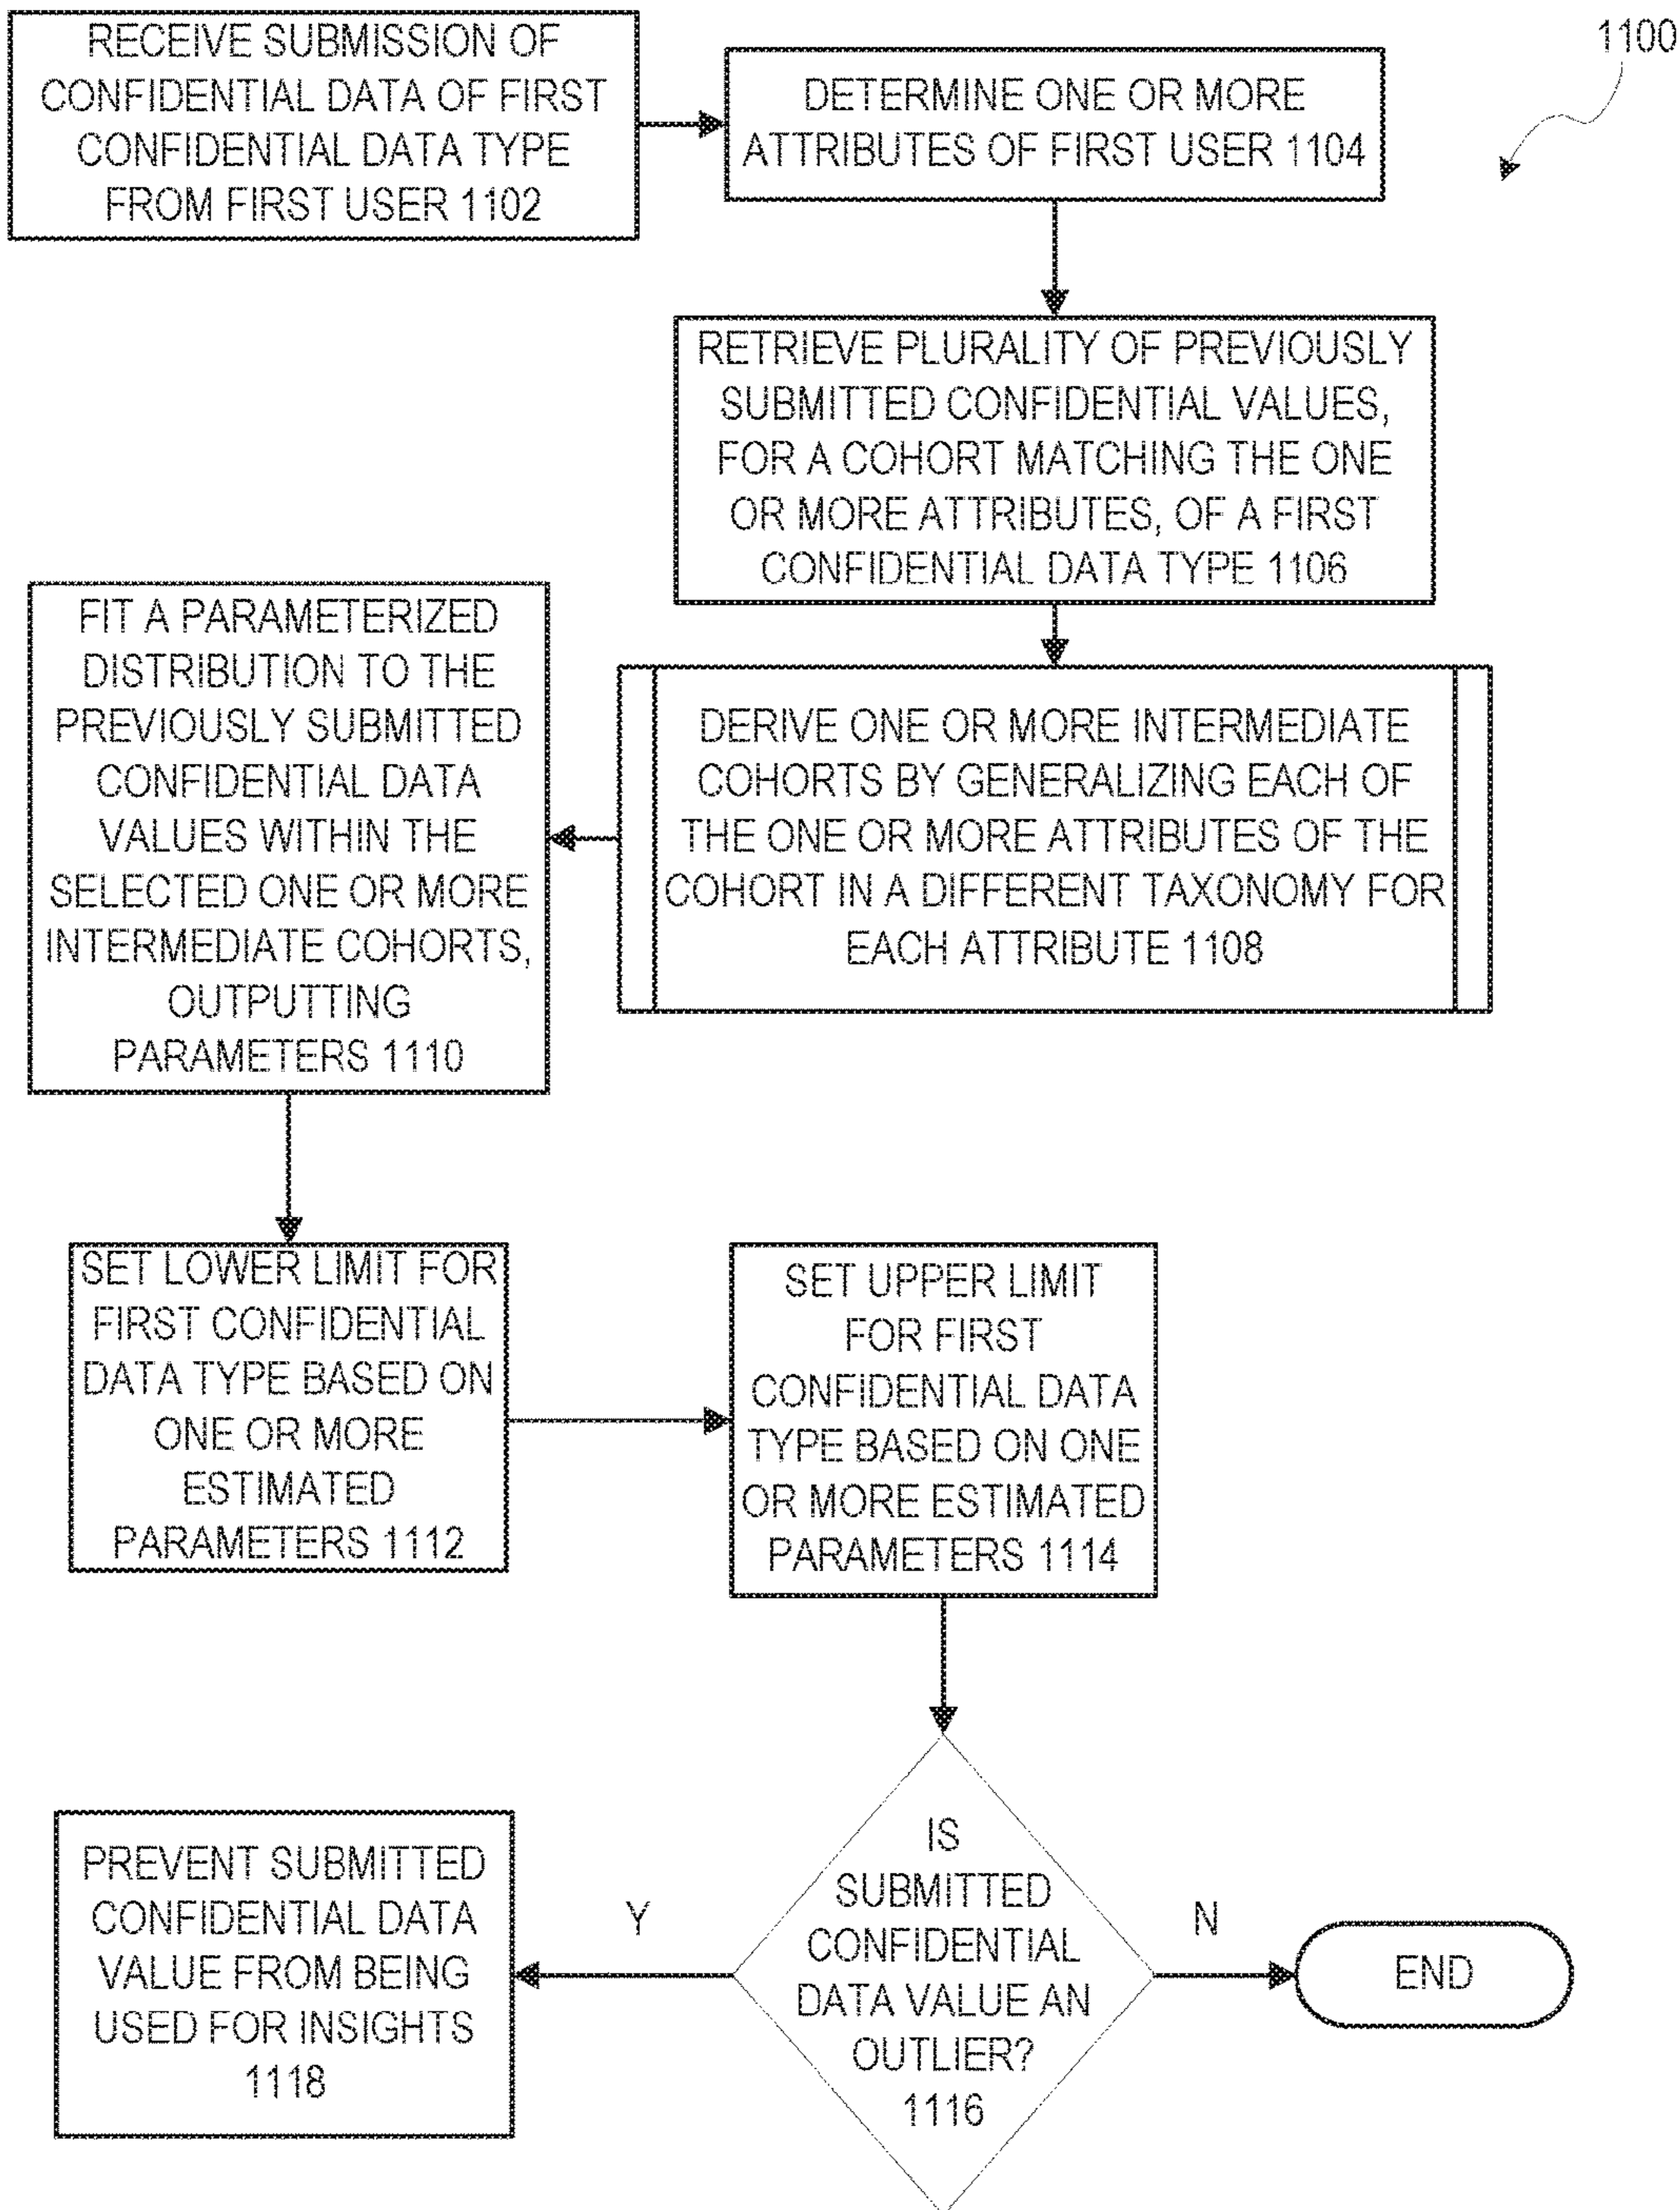 RECEIVE SUBMISSION OF
CONFIDENTIAL DATA OF FIRST
CONFIDENTIAL DATA TYPE
FROM FIRST USER 1102
1100
DETERMINE ONE OR MORE
ATTRIBUTES OF FIRST USER 1104
RETRIEVE PLURALITY OF PREVIOUSLY
SUBMITTED CONFIDENTIAL VALUES,
FOR A COHORT MATCHING THE ONE
OR MORE ATTRIBUTES, OF A FIRST
CONFIDENTIAL DATA TYPE 1106
DERIVE ONE OR MORE INTERMEDIATE
COHORTS BY GENERALIZING EACH OF
THE ONE OR MORE ATTRIBUTES OF THE
COHORT IN A DIFFERENT TAXONOMY FOR
EACH ATTRIBUTE 1108
FIT A PARAMETERIZED
DISTRIBUTION TO THE
PREVIOUSLY SUBMITTED
CONFIDENTIAL DATA
VALUES WITHIN THE
SELECTED ONE OR MORE
INTERMEDIATE COHORTS,
OUTPUTTING
PARAMETERS 1110
SET LOWER LIMIT FOR
FIRST CONFIDENTIAL
DATA TYPE BASED ON
ONE OR MORE
ESTIMATED
PARAMETERS 1112
SET UPPER LIMIT
FOR FIRST
CONFIDENTIAL DATA
TYPE BASED ON ONE
OR MORE ESTIMATED
PARAMETERS 1114
IS
SUBMITTED
CONFIDENTIAL
DATA VALUE AN
OUTLIER?
1116
Y
PREVENT SUBMITTED
CONFIDENTIAL DATA
VALUE FROM BEING
USED FOR INSIGHTS
1118
N
END